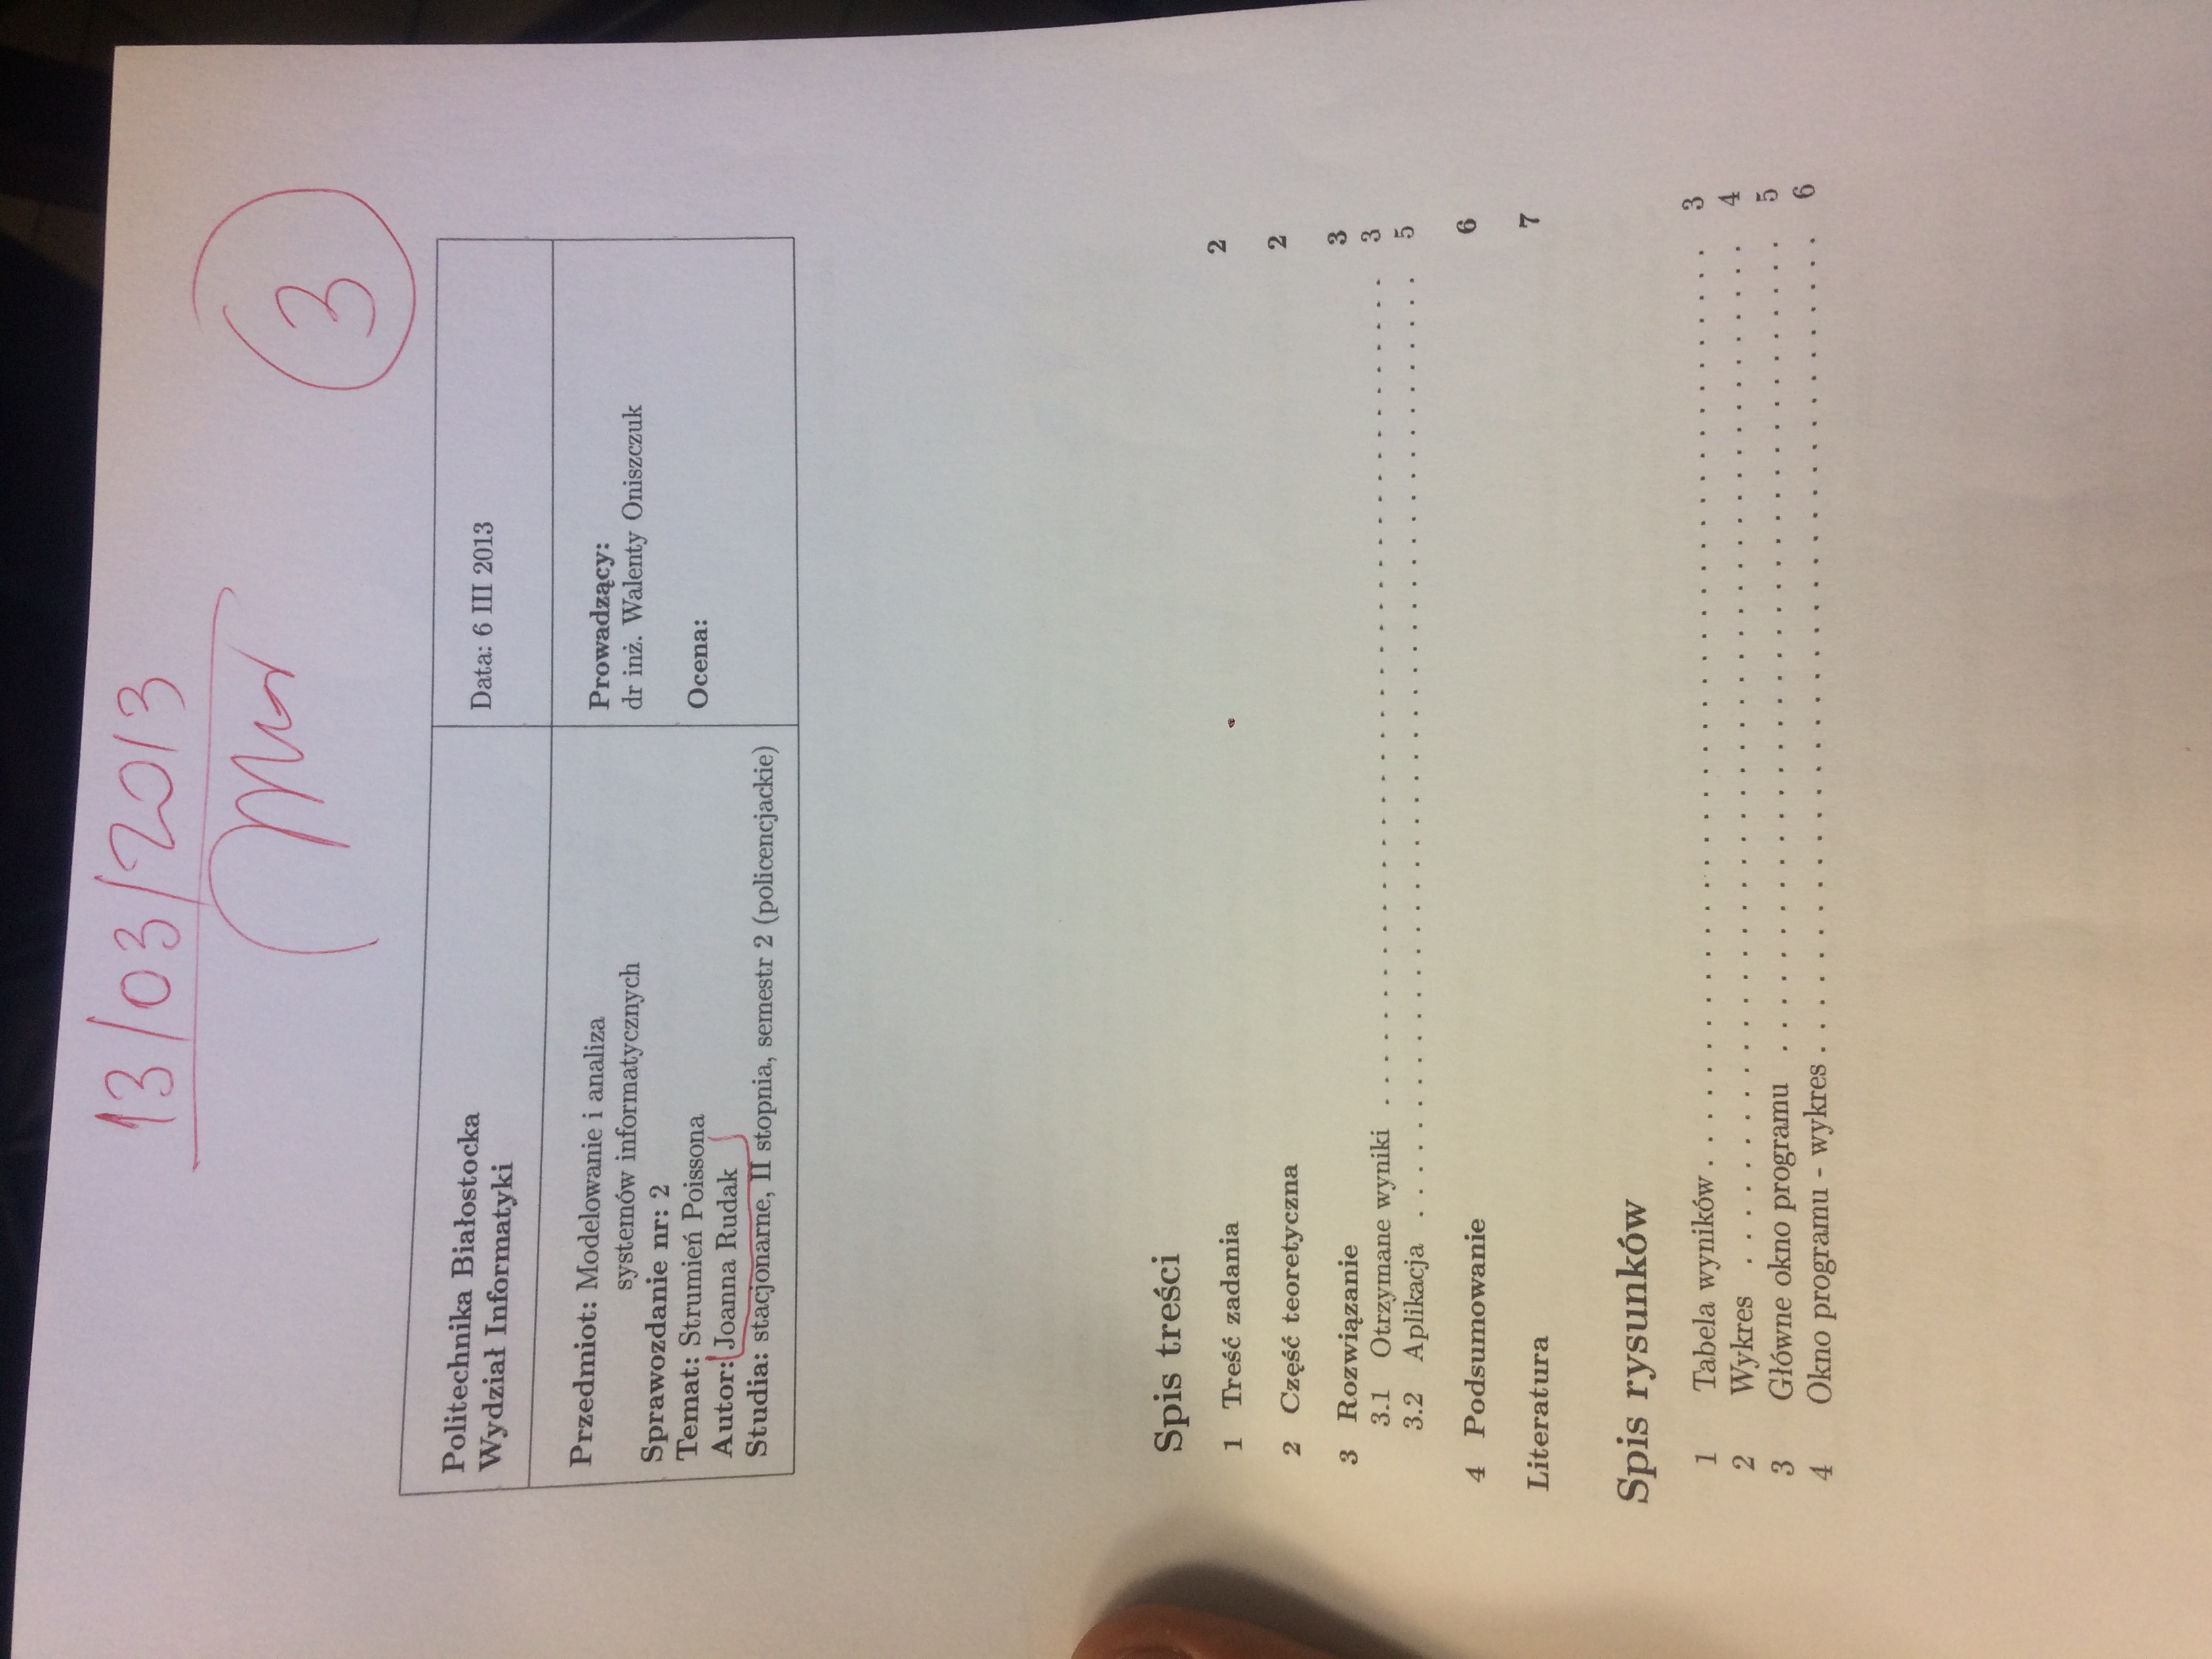 13/03/2013
3
Politechnika Białostocka
Wydział Informatyki
Data: 6 III 2013
Przedmiot: Modelowanie i analiza
systemów informatycznych
Sprawozdanie nr: 2
Temat: Strumień Poissona
Autor: Joanna Rudak
Studia: stacjonarne, II stopnia, semestr 2 (policencjackie)
Prowadzący:
dr inż. Walenty Oniszczuk
Ocena:
Spis treści
1 Treść zadania 2
2 Część teoretyczna 2
3 Rozwiązanie 3
3.1 Otrzymane wyniki . . . . . . . . . . . . . . . . . . . . . . . . . . . . . . . . 3
3.2 Aplikacja . . . . . . . . . . . . . . . . . . . . . . . . . . . . . . . . . . . . 5
4 Podsumowanie 6
Literatura 7
Spis rysunków
1 Tabela wyników . . . . . . . . . . . . . . . . . . . . . . . . . . . . . . . . . . 3
2 Wykres . . . . . . . . . . . . . . . . . . . . . . . . . . . . . . . . . . . . . . 4
3 Główne okno programu . . . . . . . . . . . . . . . . . . . . . . . . . . . . . . 5
4 Okno programu - wykres . . . . . . . . . . . . . . . . . . . . . . . . . . . . . 6